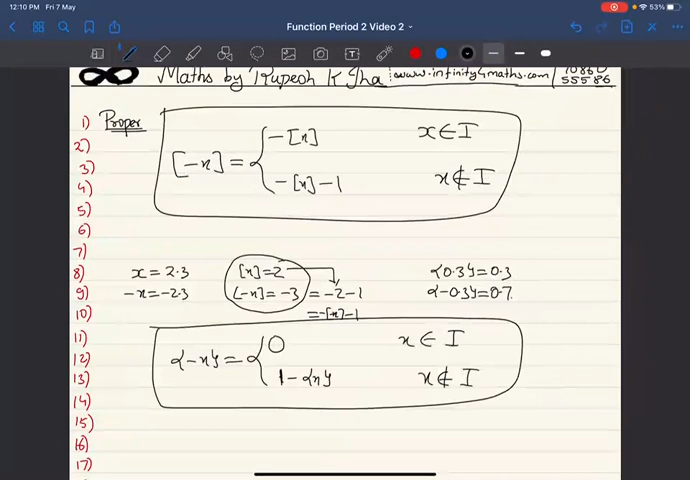 12:10 PM Fri 7 May
53%
Function Period 2 Video 2
Maths by Rupesh K Jha www.infinity4maths.com 55586
1) Proper
2) [-x] = { -[x] x∈I
3) -[x]-1 x∉I
4)
5)
6)
7)
8) x = 2.3 [x]=2 {0.3}=0.3
9) -x=-2.3 [-x]=-3 = -2-1 {-0.3}=0.7
10) =-[x]-1
11) {-x} = { 0 x∈I
12)
13) 1-{x} x∉I
14)
15)
16)
17)